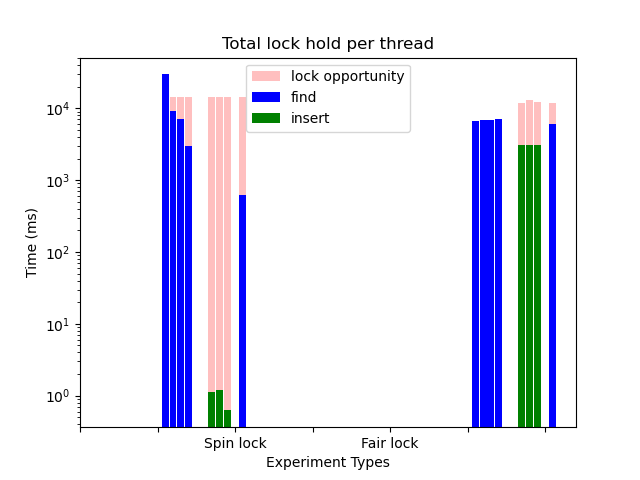 Total lock hold per thread
lock opportunity
find
insert
10⁴
10³
10²
10¹
10⁰
Time (ms)
Spin lock Fair lock
Experiment Types